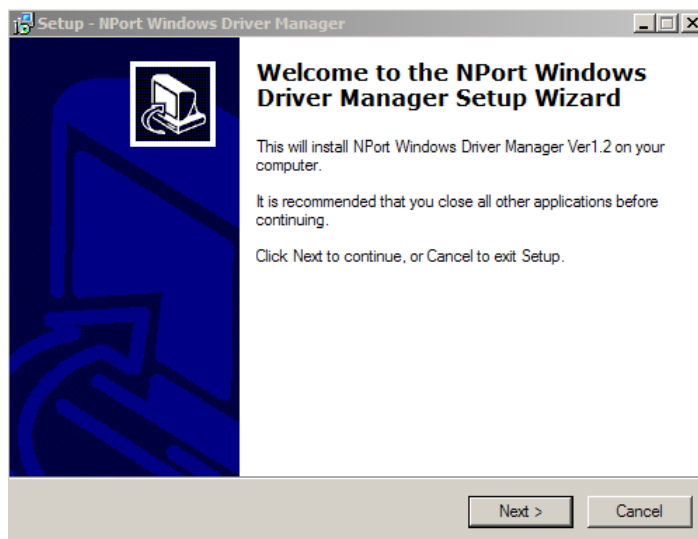 Setup - NPort Windows Driver Manager
Welcome to the NPort Windows
Driver Manager Setup Wizard
This will install NPort Windows Driver Manager Ver1.2 on your
computer.
It is recommended that you close all other applications before
continuing.
Click Next to continue, or Cancel to exit Setup.
Next >
Cancel